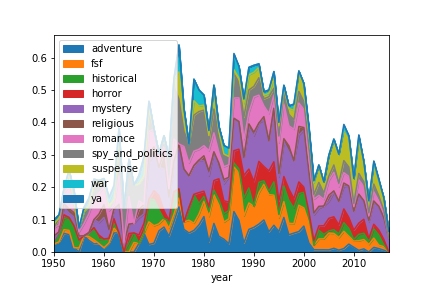 0.6
0.5
0.4
0.3
0.2
0.1
0.0
adventure
fsf
historical
horror
mystery
religious
romance
spy_and_politics
suspense
war
ya
1950 1960 1970 1980 1990 2000 2010
year